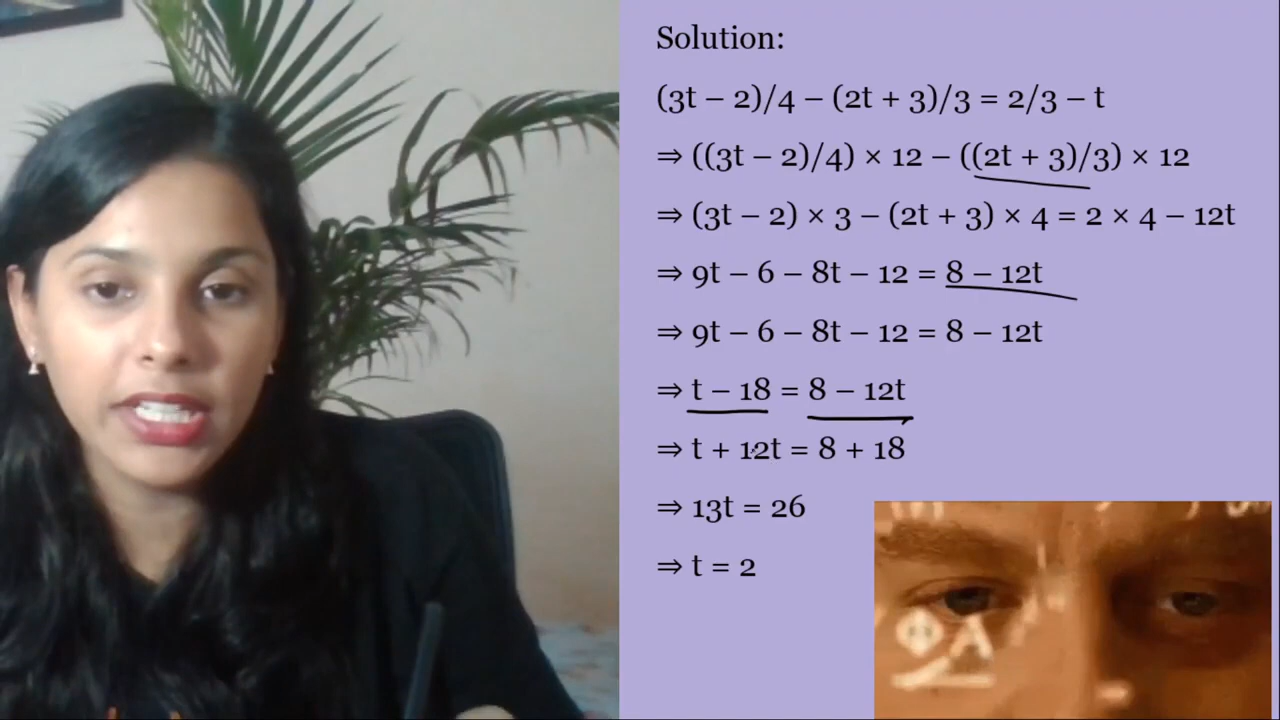 Solution:
(3t – 2)/4 – (2t + 3)/3 = 2/3 – t
⇒ ((3t – 2)/4) × 12 – ((2t + 3)/3) × 12
⇒ (3t – 2) × 3 – (2t + 3) × 4 = 2 × 4 – 12t
⇒ 9t – 6 – 8t – 12 = 8 – 12t
⇒ 9t – 6 – 8t – 12 = 8 – 12t
⇒ t – 18 = 8 – 12t
⇒ t + 12t = 8 + 18
⇒ 13t = 26
⇒ t = 2